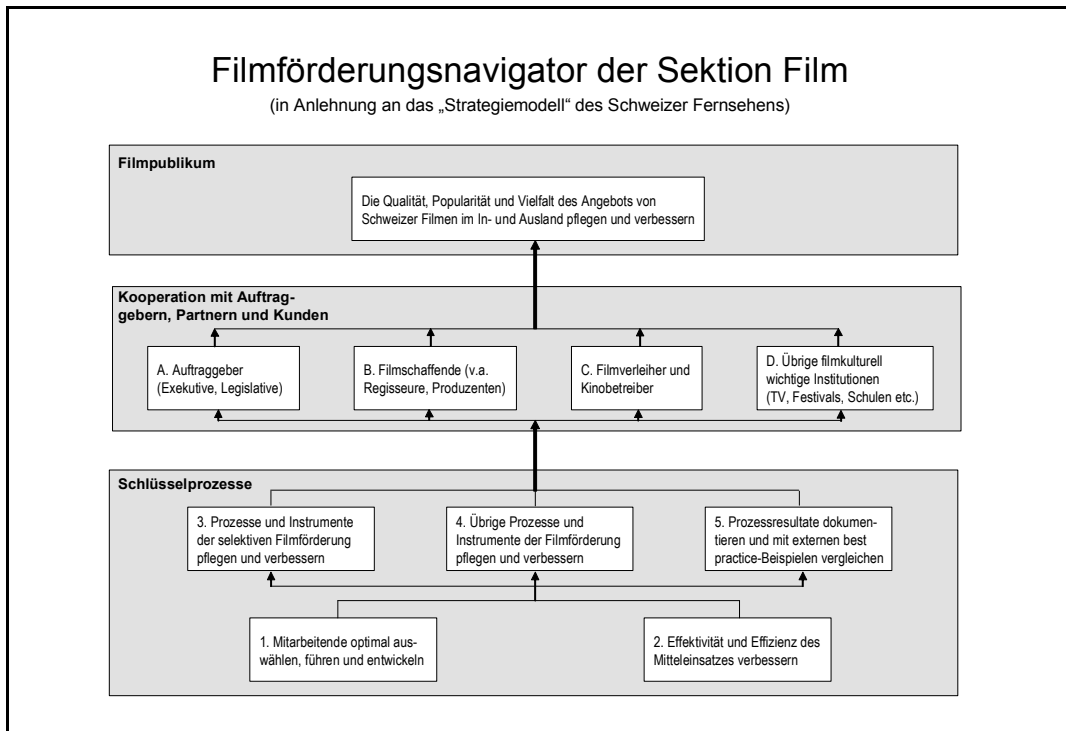 Filmförderungsnavigator der Sektion Film
(in Anlehnung an das „Strategiemodell“ des Schweizer Fernsehens)
Filmpublikum
Die Qualität, Popularität und Vielfalt des Angebots von
Schweizer Filmen im In- und Ausland pflegen und verbessern
Kooperation mit Auftrag-
gebern, Partnern und Kunden
A. Auftraggeber
(Exekutive, Legislative)
B. Filmschaffende (v.a.
Regisseure, Produzenten)
C. Filmverleiher und
Kinobetreiber
D. Übrige filmkulturell
wichtige Institutionen
(TV, Festivals, Schulen etc.)
Schlüsselprozesse
3. Prozesse und Instrumente
der selektiven Filmförderung
pflegen und verbessern
4. Übrige Prozesse und
Instrumente der Filmförderung
pflegen und verbessern
5. Prozessresultate dokumen-
tieren und mit externen best
practice-Beispielen vergleichen
1. Mitarbeitende optimal aus-
wählen, führen und entwickeln
2. Effektivität und Effizienz des
Mitteleinsatzes verbessern